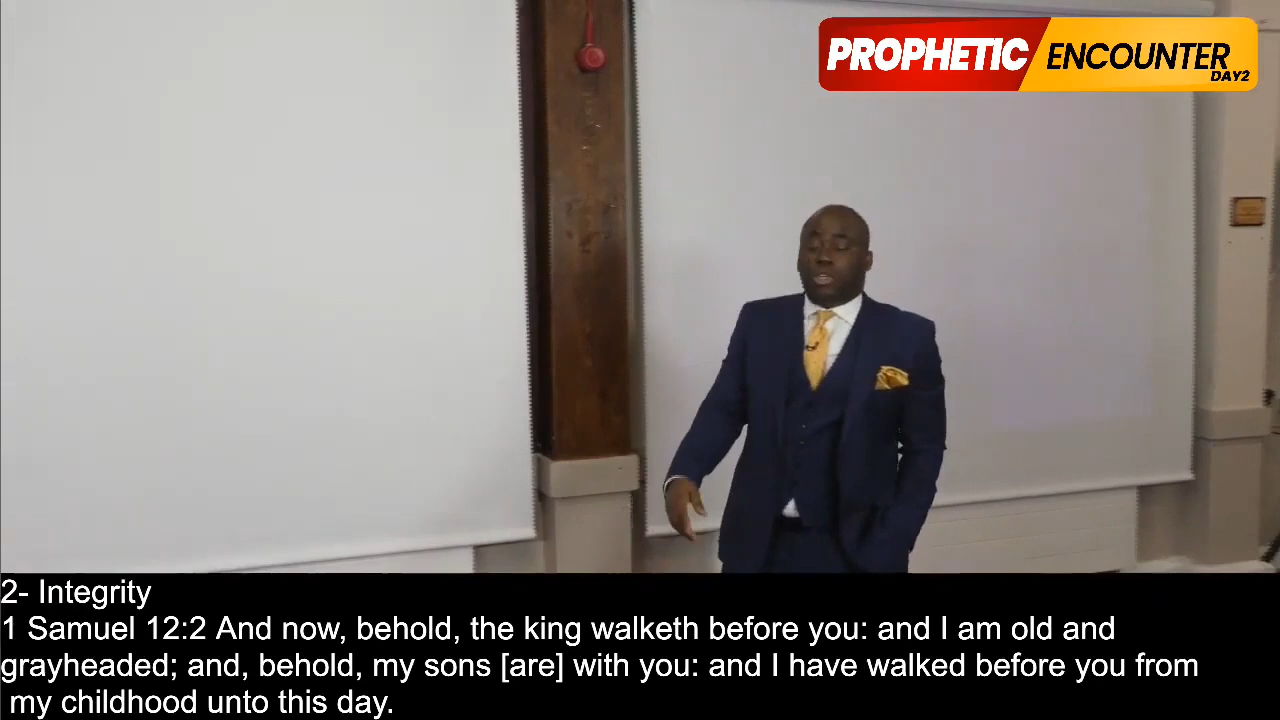 PROPHETIC ENCOUNTER
DAY2
2- Integrity
1 Samuel 12:2 And now, behold, the king walketh before you: and I am old and
grayheaded; and, behold, my sons [are] with you: and I have walked before you from
my childhood unto this day.